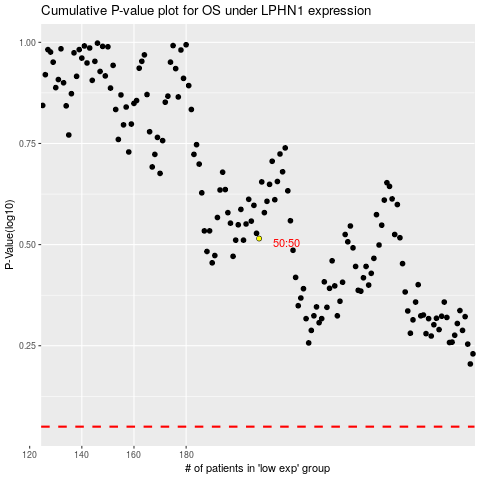 Cumulative P-value plot for OS under LPHN1 expression
P-Value(log10)
1.00
0.75
0.50
0.25
50:50
120 140 160 180
# of patients in 'low exp' group